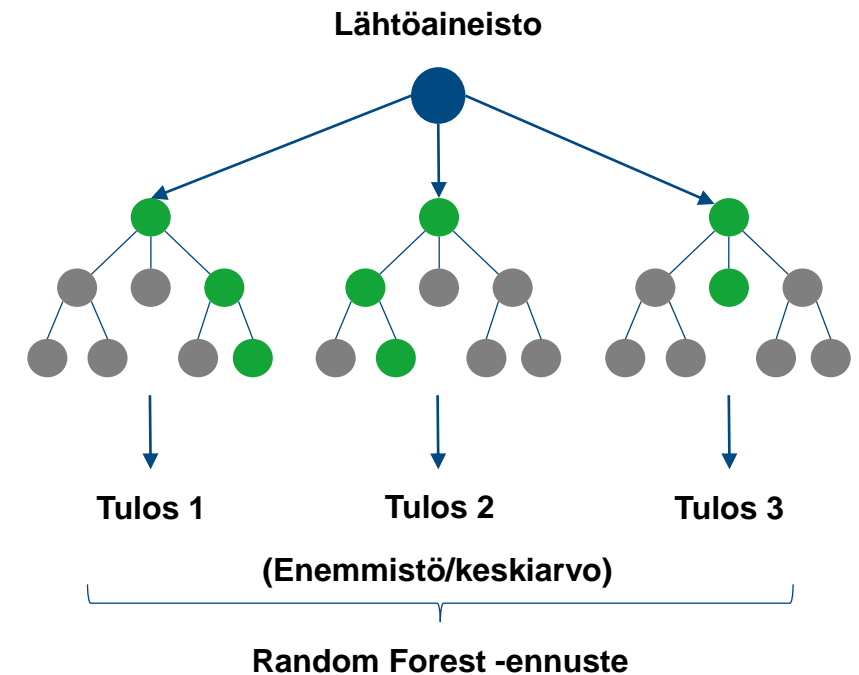 Lähtöaineisto
Tulos 1
Tulos 2
Tulos 3
(Enemmistö/keskiarvo)
Random Forest -ennuste